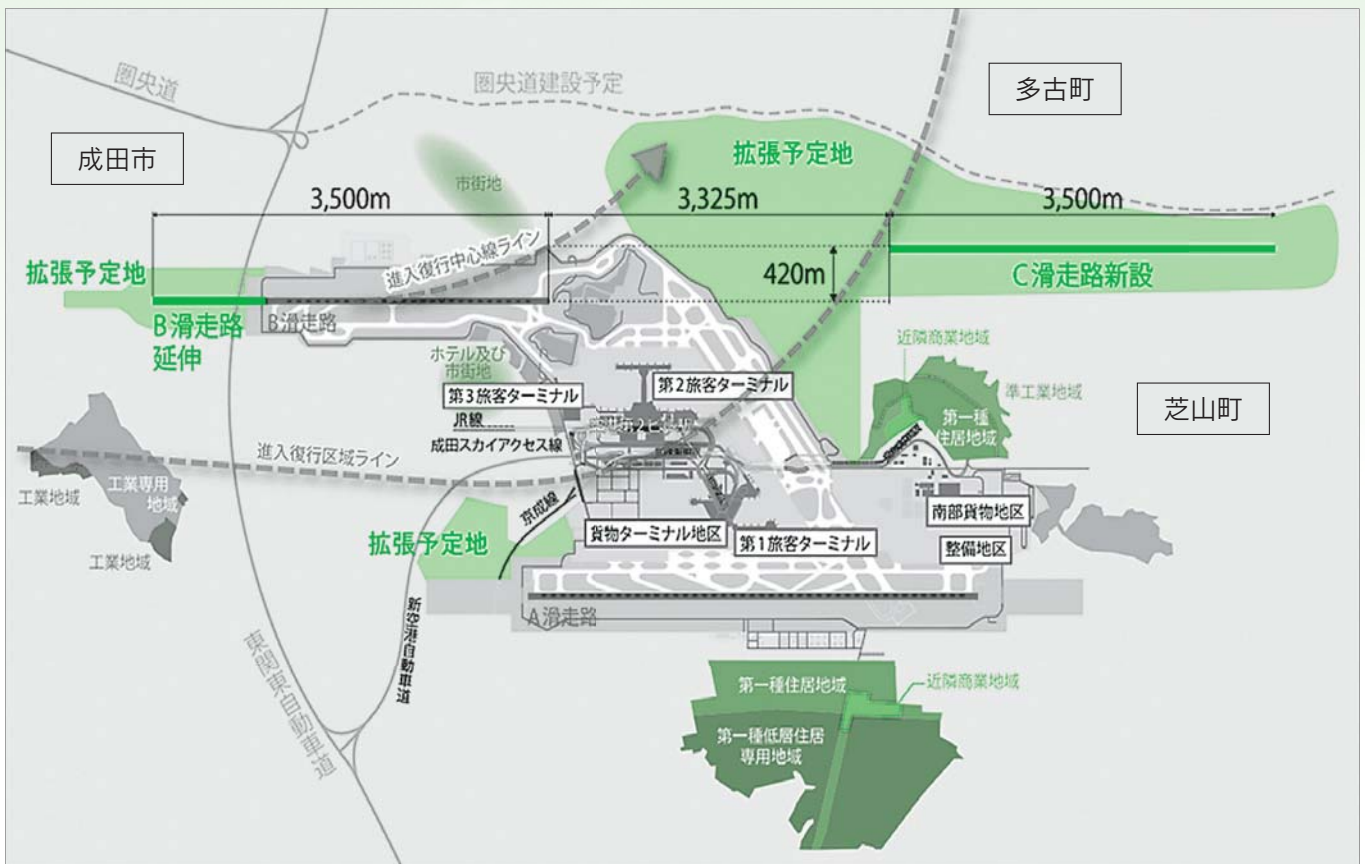 圏央道
圏央道建設予定
多古町
成田市
市街地
拡張予定地
3,500m
3,325m
3,500m
進入復行中心線ライン
420m
拡張予定地
C滑走路新設
B滑走路
延伸
B滑走路
ホテル及び
市街地
近隣商業地域
第3旅客ターミナル
第2旅客ターミナル
準工業地域
芝山町
JR線
成田スカイアクセス線
第一種
住居地域
進入復行区域ライン
工業地域
工業専用
地域
工業地域
京成線
拡張予定地
貨物ターミナル地区
第1旅客ターミナル
南部貨物地区
整備地区
A滑走路
新空港自動車道
東関東自動車道
第一種住居地域
近隣商業地域
第一種低層住居
専用地域